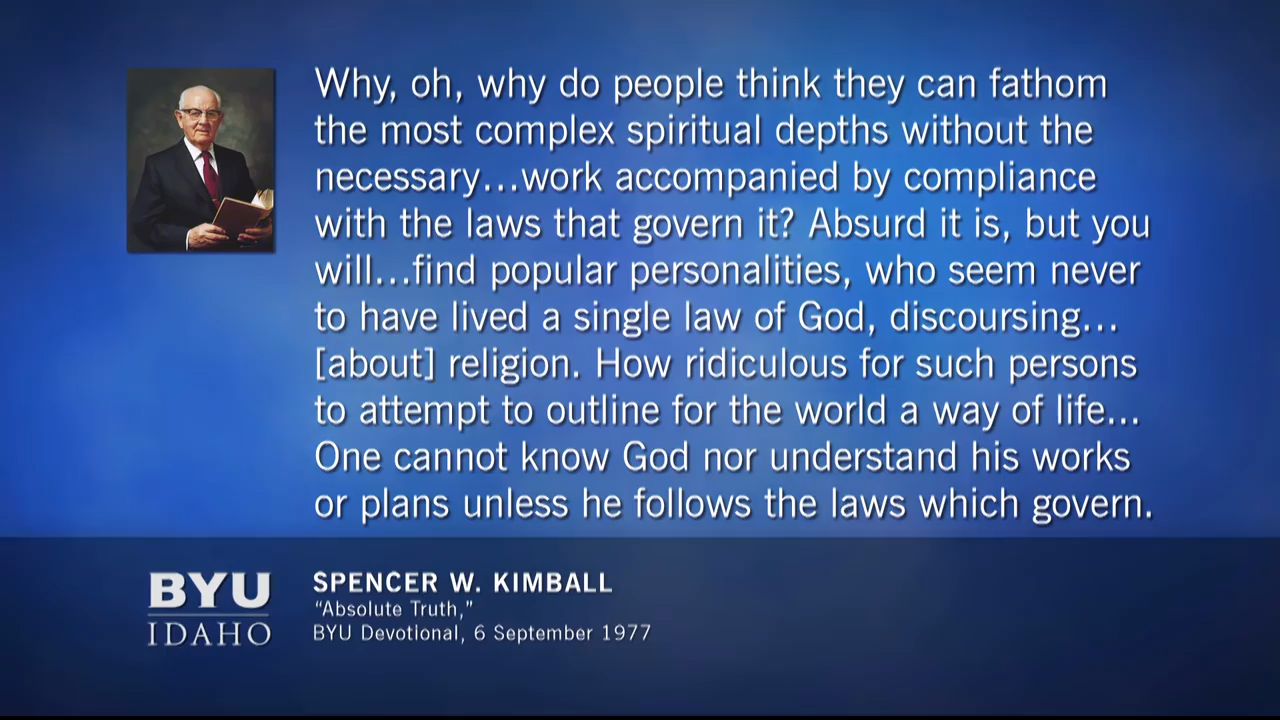 Why, oh, why do people think they can fathom
the most complex spiritual depths without the
necessary...work accompanied by compliance
with the laws that govern it? Absurd it is, but you
will...find popular personalities, who seem never
to have lived a single law of God, discoursing...
[about] religion. How ridiculous for such persons
to attempt to outline for the world a way of life...
One cannot know God nor understand his works
or plans unless he follows the laws which govern.
BYU
IDAHO
SPENCER W. KIMBALL
“Absolute Truth,”
BYU Devotional, 6 September 1977